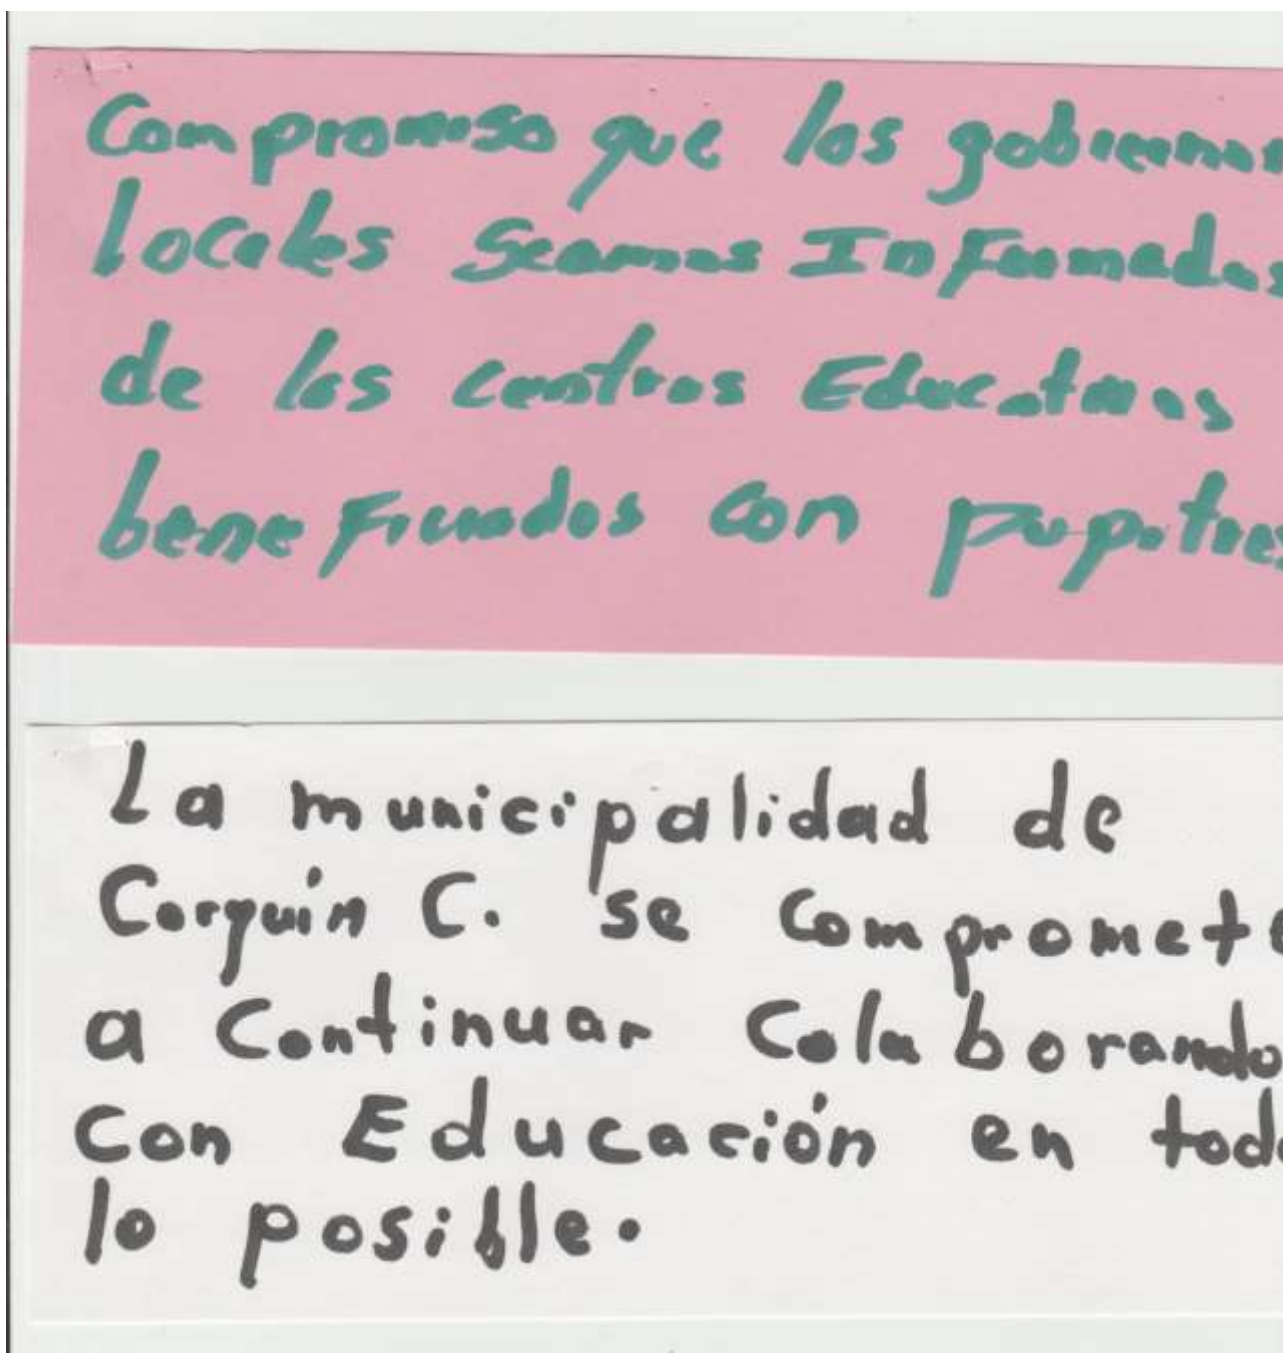 Compromiso que los gobiernos
locales Seamos Informados
de los centros Educativos
beneficiados con pupitres
La municipalidad de
Corquín C. se compromete
a Continuar Colaborando
con Educación en todo
lo posible.